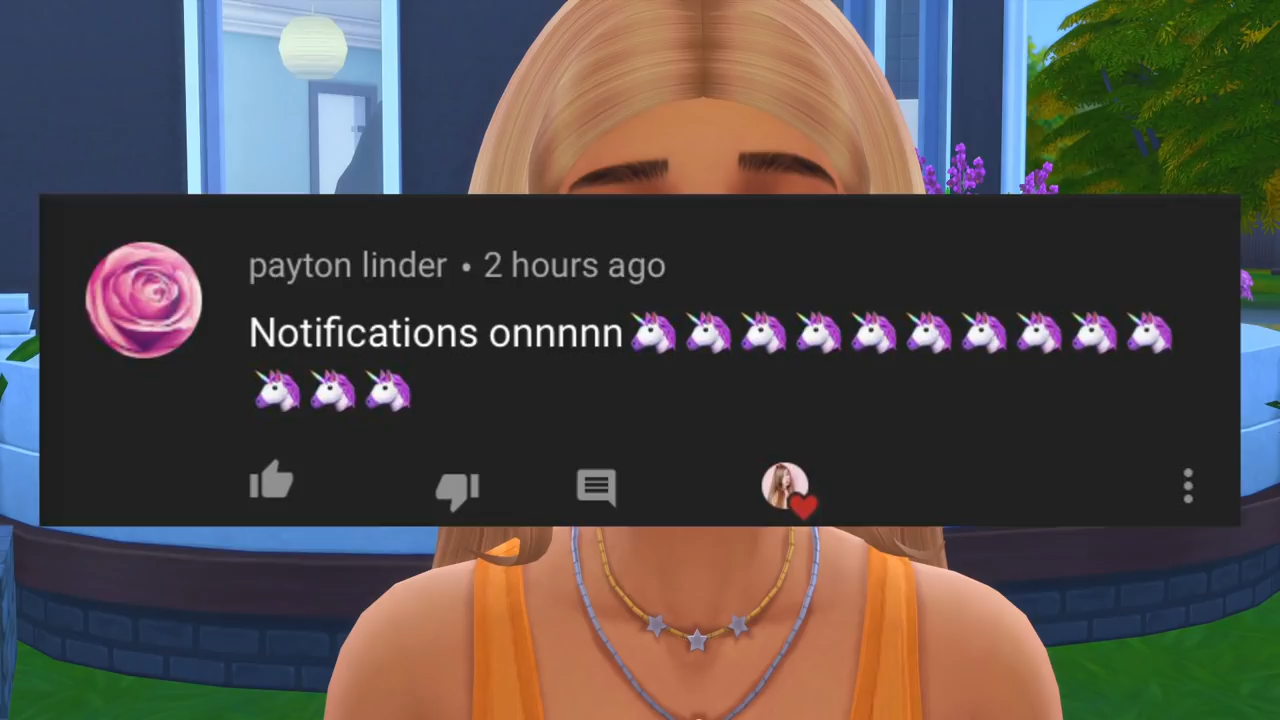 payton linder • 2 hours ago
Notifications onnnnn🦄🦄🦄🦄🦄🦄🦄🦄🦄🦄
🦄🦄🦄